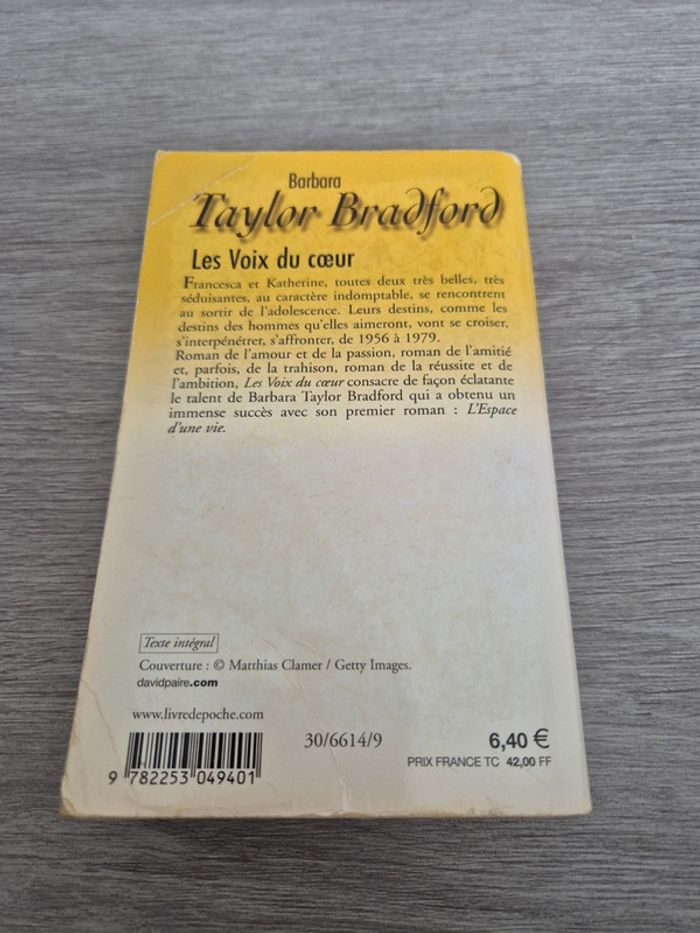 Barbara
Taylor Bradford
Les Voix du cœur
Francesca et Katherine, toutes deux très belles, très
séduisantes, au caractère indomptable, se rencontrent
au sortir de l'adolescence. Leurs destins, comme les
destins des hommes qu'elles aimeront, vont se croiser,
s'interpénétrer, s'affronter, de 1956 à 1979.
Roman de l'amour et de la passion, roman de l'amitié
et, parfois, de la trahison, roman de la réussite et de
l'ambition, Les Voix du cœur consacre de façon éclatante
le talent de Barbara Taylor Bradford qui a obtenu un
immense succès avec son premier roman : L'Espace
d'une vie.
Texte intégral
Couverture : © Matthias Clamer / Getty Images.
davidpaire.com
www.livredepoche.com
30/6614/9
6,40 €
PRIX FRANCE TC 42,00 FF
9 782253 049401